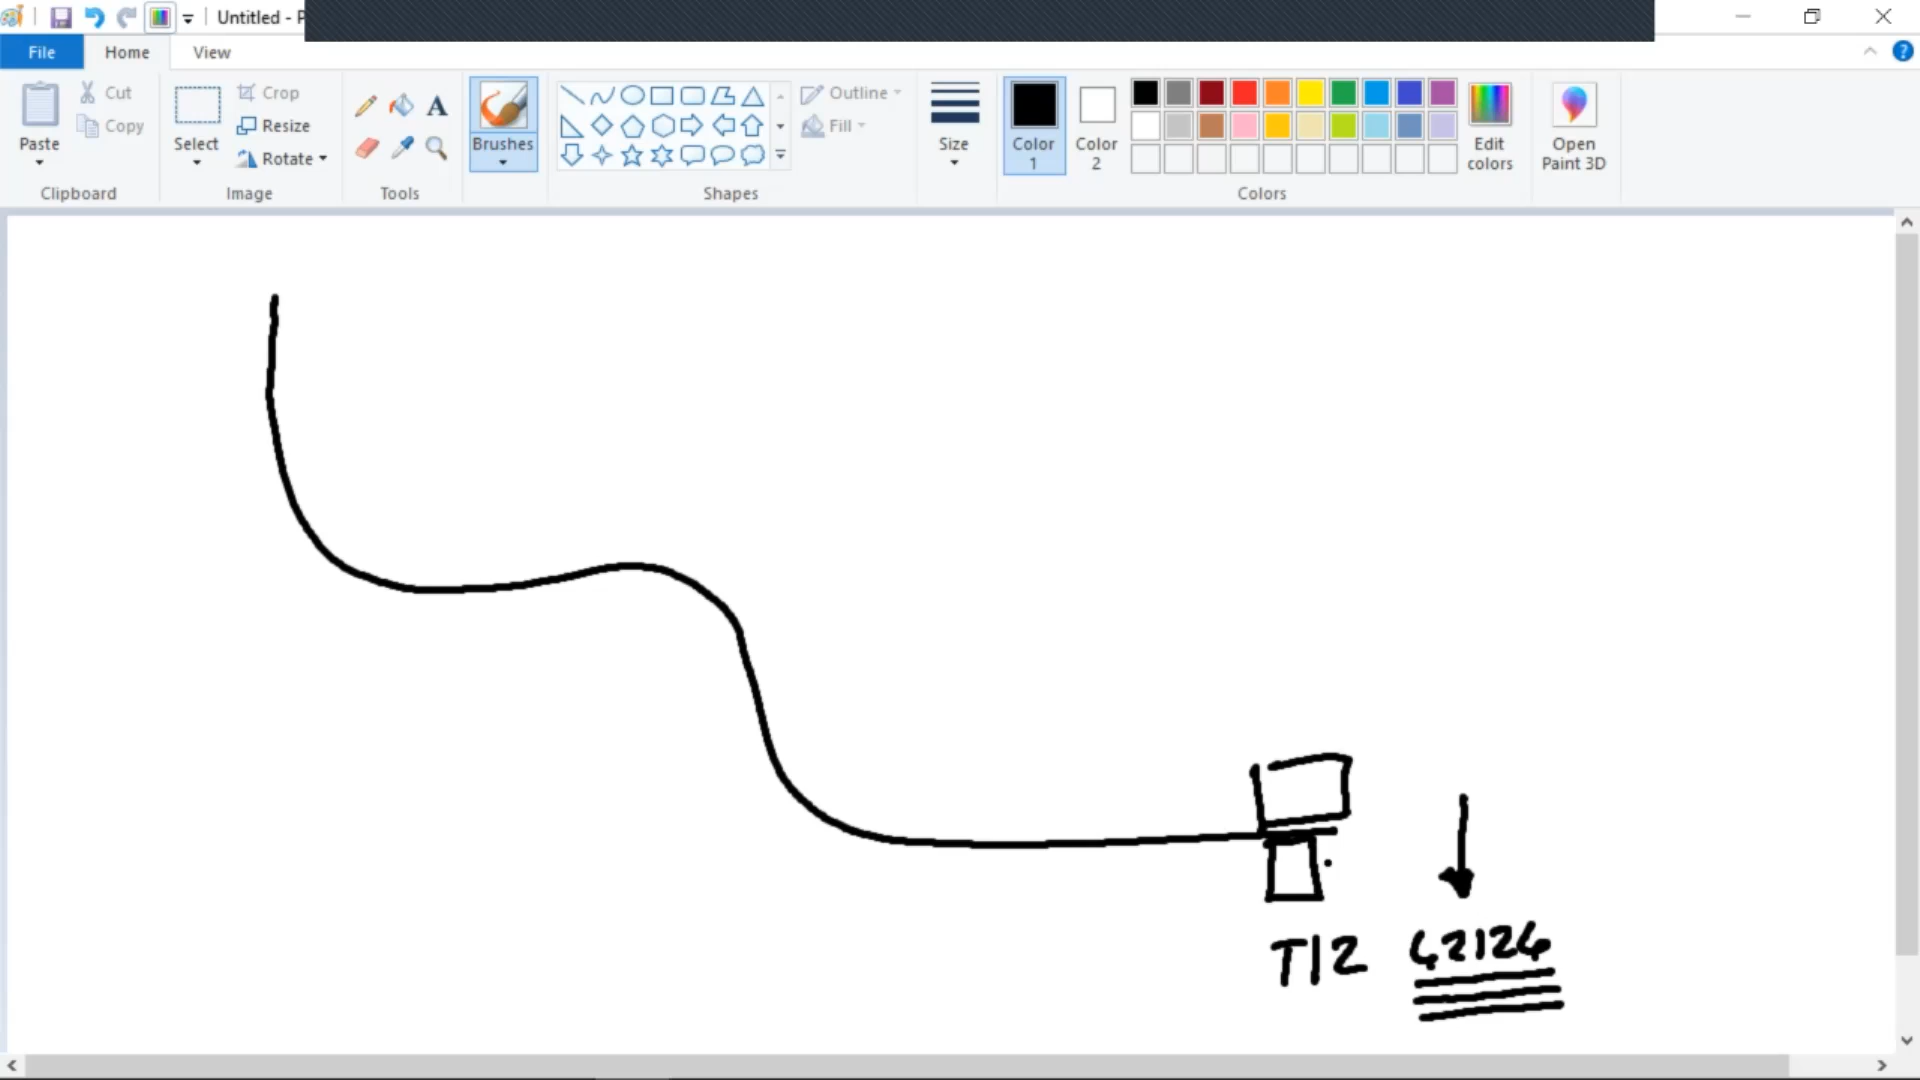 Untitled - P
File Home View
Paste
Cut
Copy
Clipboard
Select
Crop
Resize
Rotate
Image
Tools
Brushes
Outline
Fill
Shapes
Size
Color 1
Color 2
Edit colors
Colors
Open Paint 3D
T12